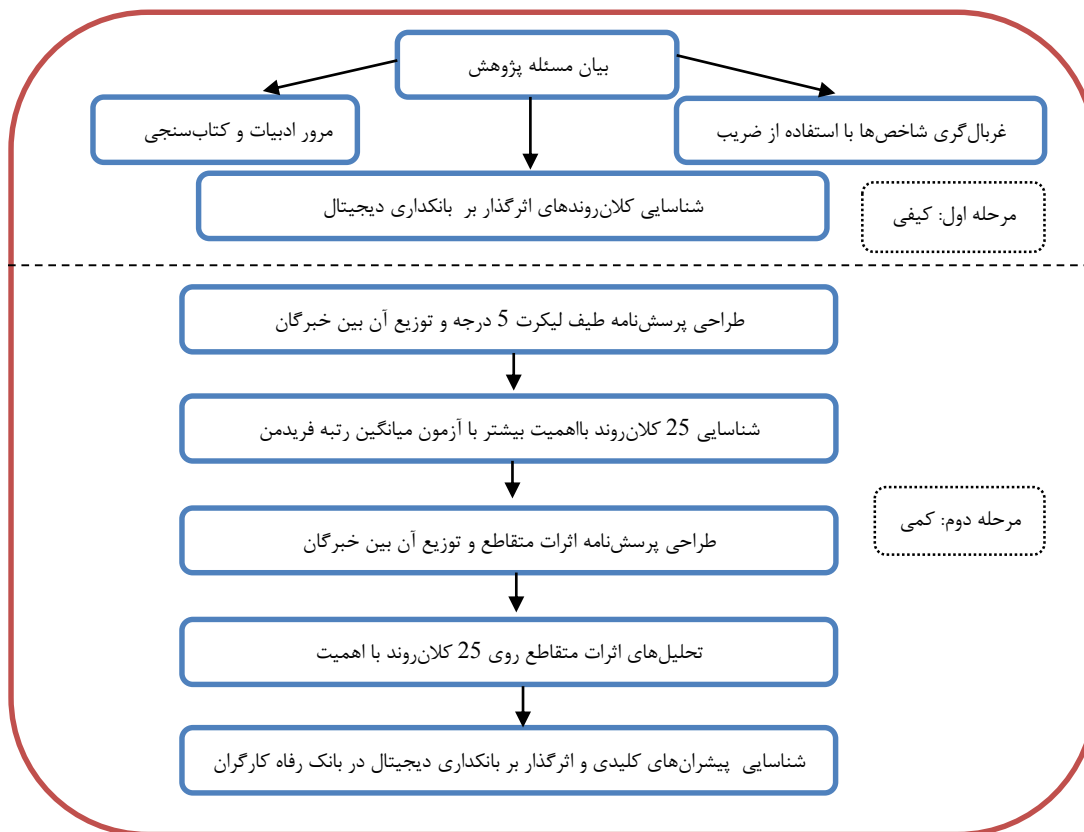 بیان مسئله پژوهش
غربال‌گری شاخص‌ها با استفاده از ضریب
مرور ادبیات و کتاب‌سنجی
شناسایی کلان‌روندهای اثرگذار بر بانکداری دیجیتال
مرحله اول: کیفی
طراحی پرسش‌نامه طیف لیکرت 5 درجه و توزیع آن بین خبرگان
شناسایی 25 کلان‌روند بااهمیت بیشتر با آزمون میانگین رتبه فریدمن
طراحی پرسش‌نامه اثرات متقاطع و توزیع آن بین خبرگان
مرحله دوم: کمی
تحلیل‌های اثرات متقاطع روی 25 کلان‌روند با اهمیت
شناسایی پیشران‌های کلیدی و اثرگذار بر بانکداری دیجیتال در بانک رفاه کارگران